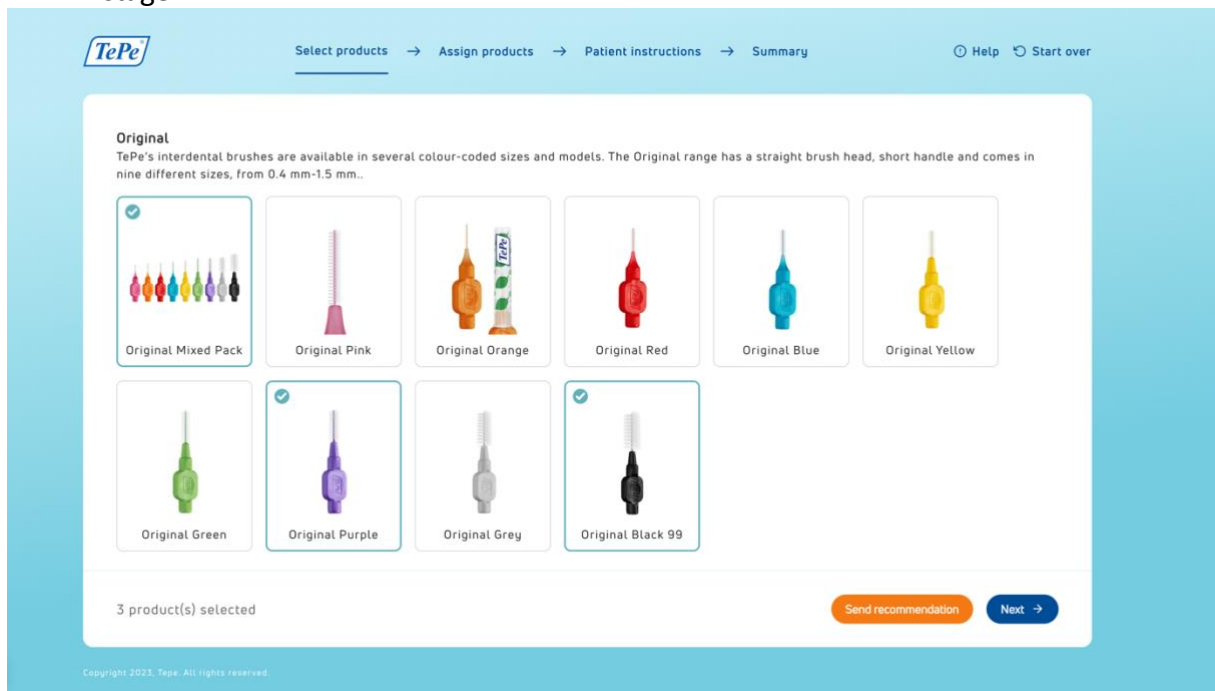 TePe
Select products → Assign products → Patient instructions → Summary
Help Start over
Original
TePe's interdental brushes are available in several colour-coded sizes and models. The Original range has a straight brush head, short handle and comes in
nine different sizes, from 0.4 mm-1.5 mm..
TePe
Original Mixed Pack
Original Pink
Original Orange
Original Red
Original Blue
Original Yellow
Original Green
Original Purple
Original Grey
Original Black 99
3 product(s) selected
Send recommendation
Next →
Copyright 2023, Tepe. All rights reserved.